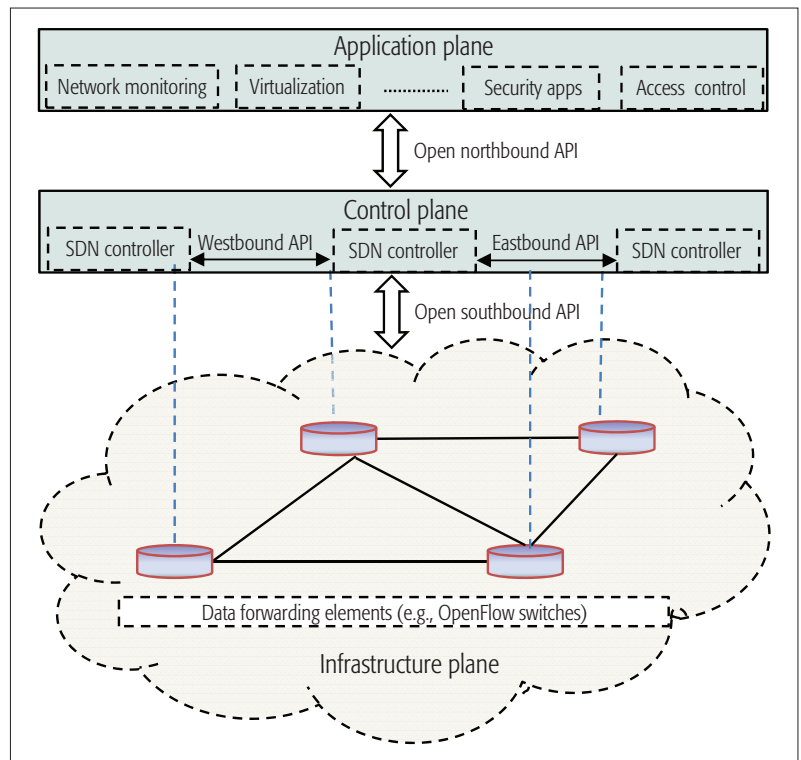 Application plane
Network monitoring
Virtualization
Security apps
Access control
Open northbound API
Control plane
SDN controller
Westbound API
SDN controller
Eastbound API
SDN controller
Open southbound API
Data forwarding elements (e.g., OpenFlow switches)
Infrastructure plane